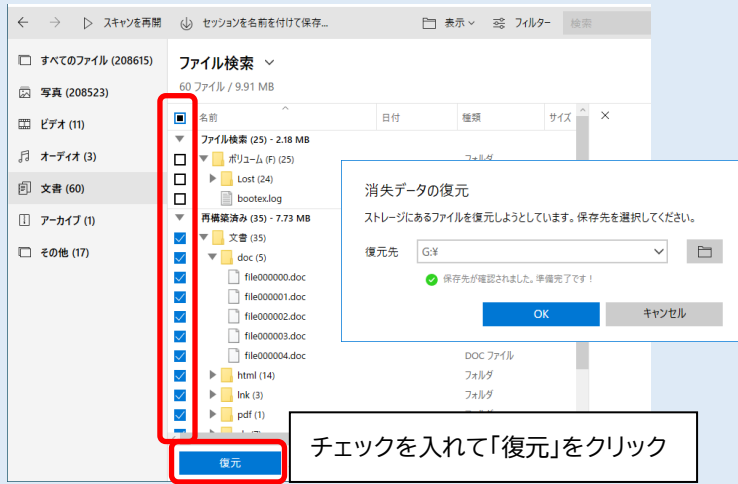 スキャンを再開
セッションを名前を付けて保存...
表示
フィルター
検索
すべてのファイル (208615)
写真 (208523)
ビデオ (11)
オーディオ (3)
文書 (60)
アーカイブ (1)
その他 (17)
ファイル検索
60 ファイル / 9.91 MB
名前
日付
種類
サイズ
ファイル検索 (25) - 2.18 MB
ボリューム (F) (25)
フォルダ
Lost (24)
bootex.log
再構築済み (35) - 7.73 MB
文書 (35)
doc (5)
file000000.doc
file000001.doc
file000002.doc
file000003.doc
file000004.doc
DOC ファイル
html (14)
フォルダ
lnk (3)
フォルダ
pdf (1)
復元
消失データの復元
ストレージにあるファイルを復元しようとしています。保存先を選択してください。
復元先
G:¥
保存先が確認されました。準備完了です!
OK
キャンセル
チェックを入れて「復元」をクリック